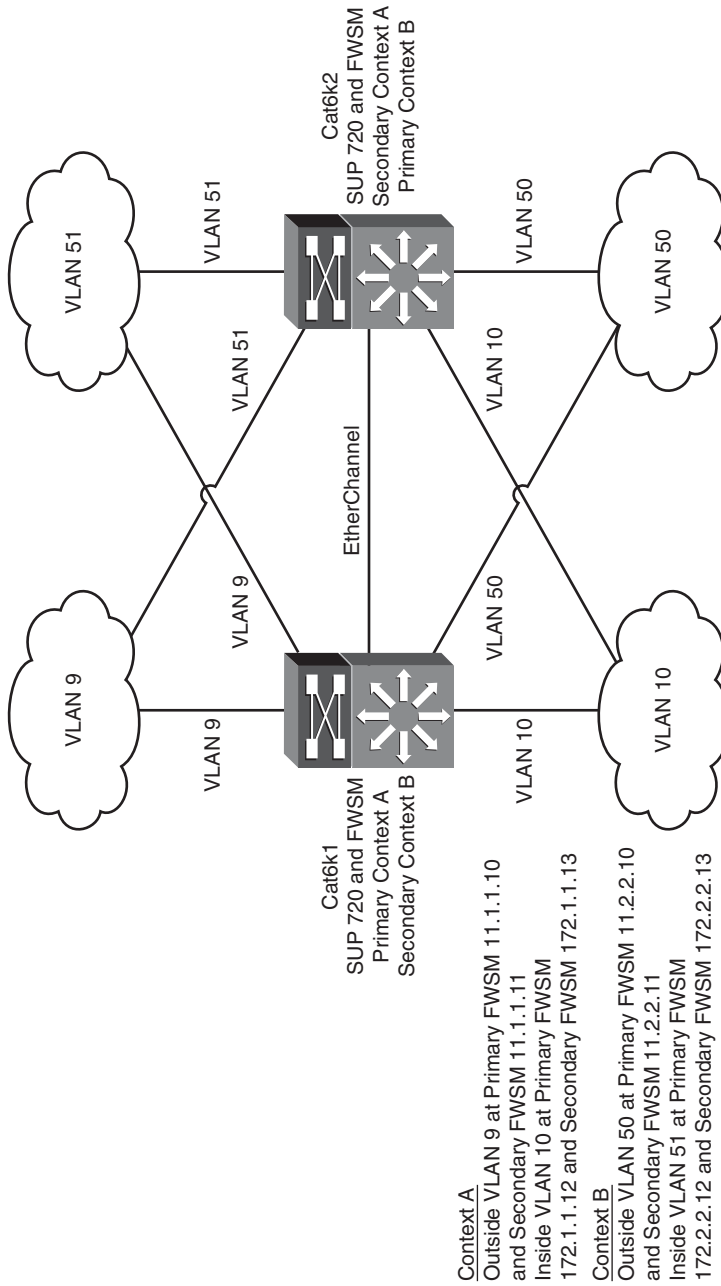 VLAN 9
VLAN 51
VLAN 9
VLAN 9
VLAN 51
VLAN 51
Cat6k1
SUP 720 and FWSM
Primary Context A
Secondary Context B
EtherChannel
Cat6k2
SUP 720 and FWSM
Secondary Context A
Primary Context B
VLAN 10
VLAN 50
VLAN 10
VLAN 50
VLAN 10
VLAN 50
Context A
Outside VLAN 9 at Primary FWSM 11.1.1.10
and Secondary FWSM 11.1.1.11
Inside VLAN 10 at Primary FWSM
172.1.1.12 and Secondary FWSM 172.1.1.13
Context B
Outside VLAN 50 at Primary FWSM 11.2.2.10
and Secondary FWSM 11.2.2.11
Inside VLAN 51 at Primary FWSM
172.2.2.12 and Secondary FWSM 172.2.2.13